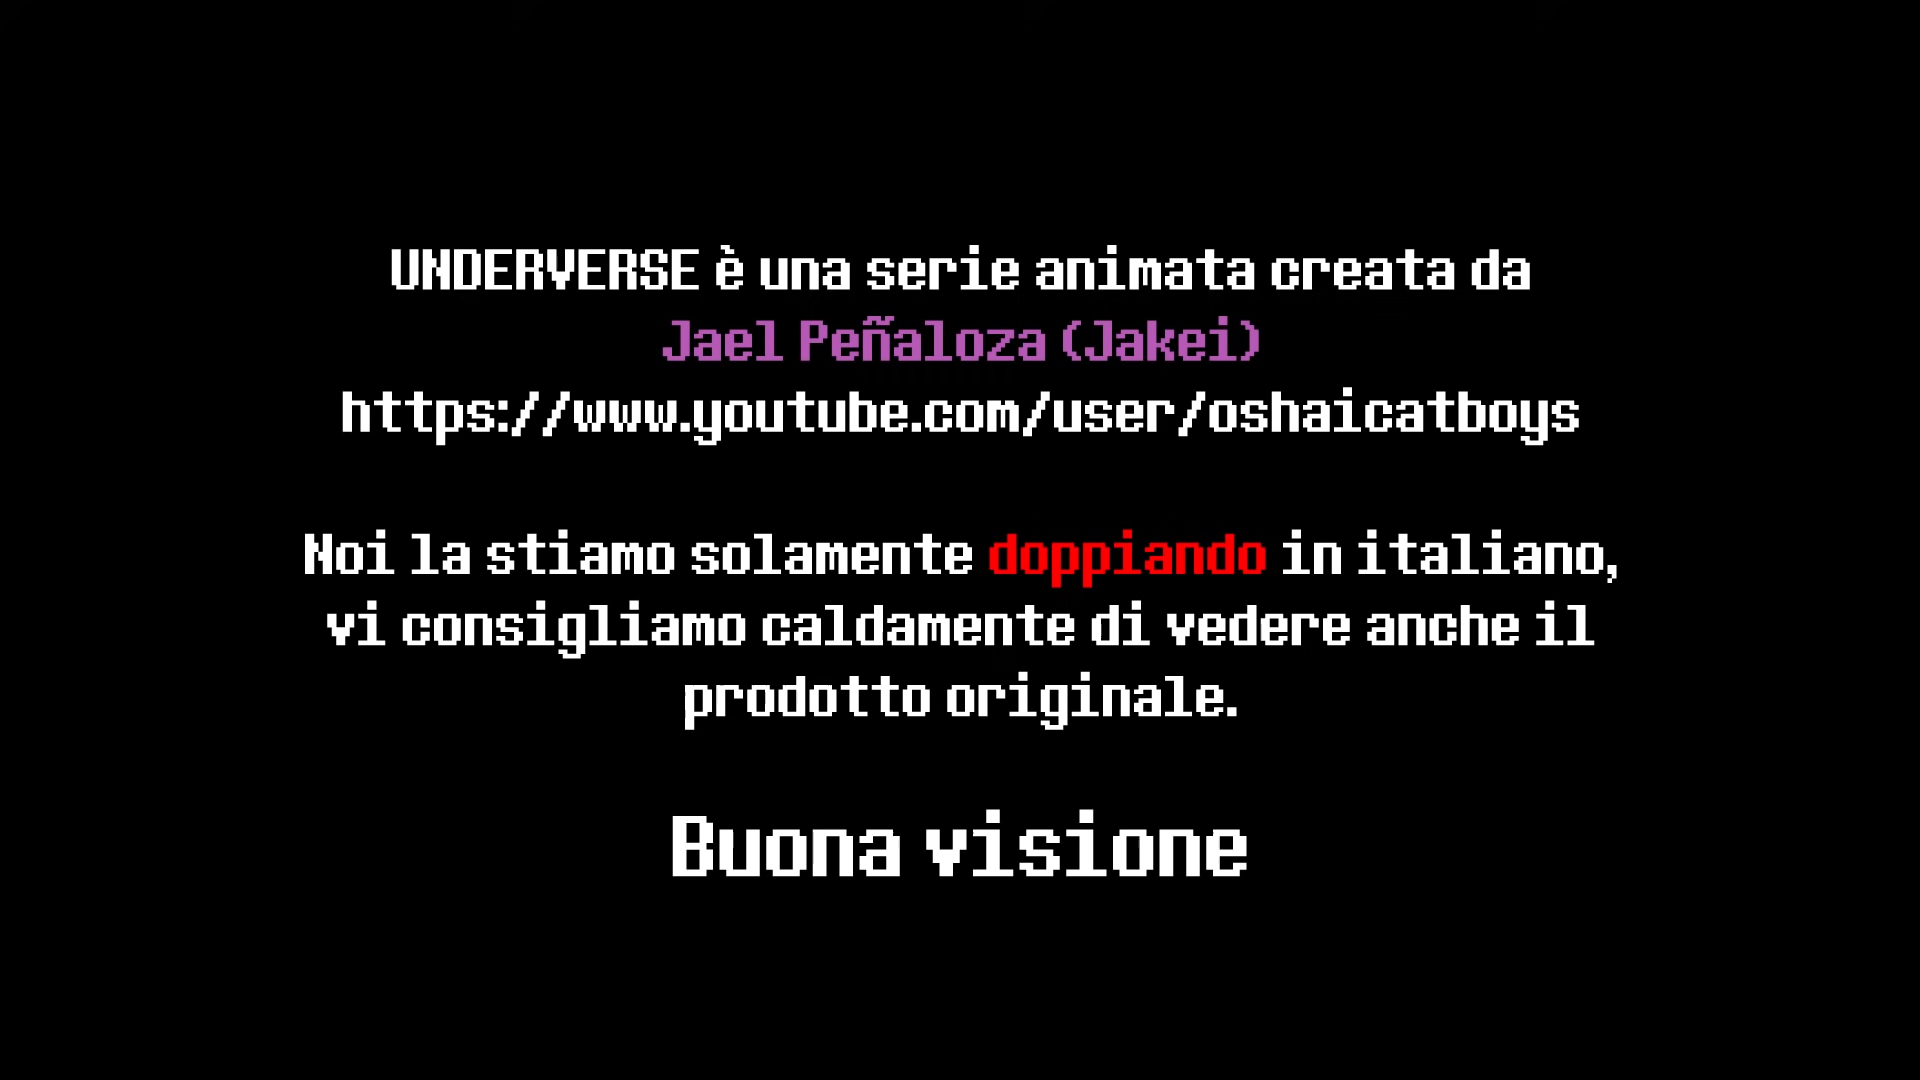 UNDERVERSE è una serie animata creata da
Jael Peñaloza (Jakei)
https://www.youtube.com/user/oshaicatboys
Noi la stiamo solamente doppiando in italiano,
vi consigliamo caldamente di vedere anche il
prodotto originale.
Buona visione